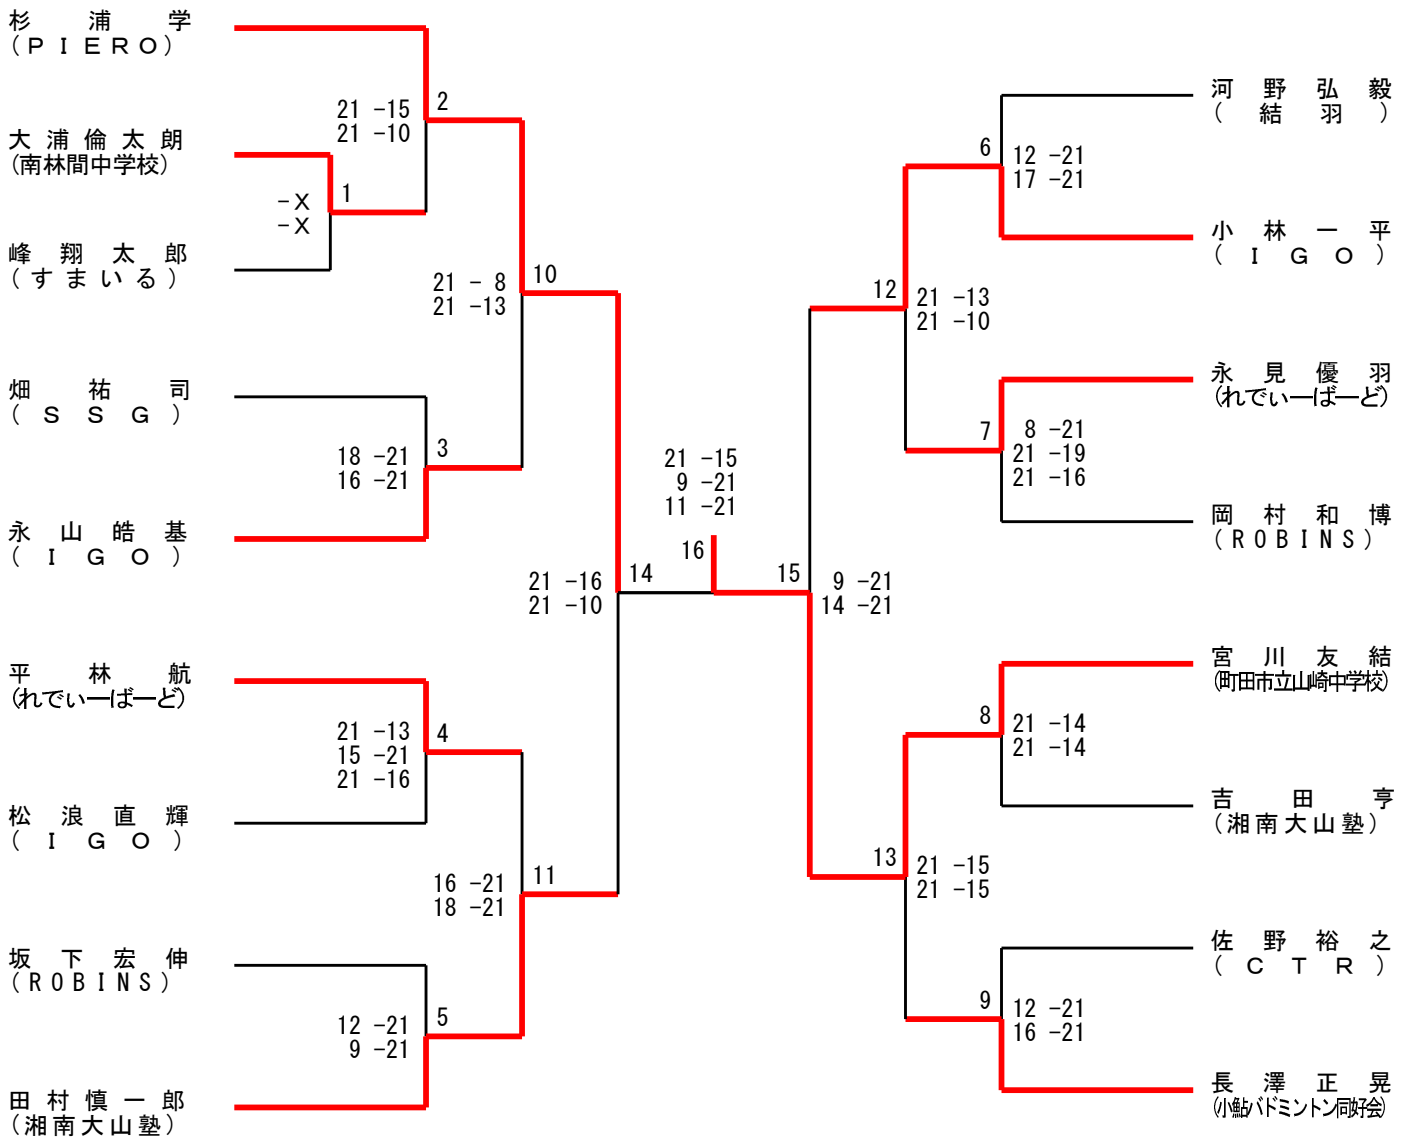 杉浦学
(PIERO)
21 -15
21 -10
2
大浦倫太朗
(南林間中学校)
-X
-X
1
峰翔太郎
(すまいる)
21 - 8
21 -13
10
畑祐司
(SSG)
18 -21
16 -21
3
永山皓基
(IGO)
21 -16
21 -10
14
平林航
(れでぃーばーど)
21 -13
15 -21
21 -16
4
松浪直輝
(IGO)
16 -21
18 -21
11
坂下宏伸
(ROBINS)
12 -21
9 -21
5
田村慎一郎
(湘南大山塾)
21 -15
9 -21
11 -21
16
河野弘毅
(結羽)
6
12 -21
17 -21
小林一平
(IGO)
12
21 -13
21 -10
永見優羽
(れでぃーばーど)
7
8 -21
21 -19
21 -16
岡村和博
(ROBINS)
15
9 -21
14 -21
宮川友結
(町田市立山崎中学校)
8
21 -14
21 -14
吉田亨
(湘南大山塾)
13
21 -15
21 -15
佐野裕之
(CTR)
9
12 -21
16 -21
長澤正晃
(小鮎バドミントン同好会)